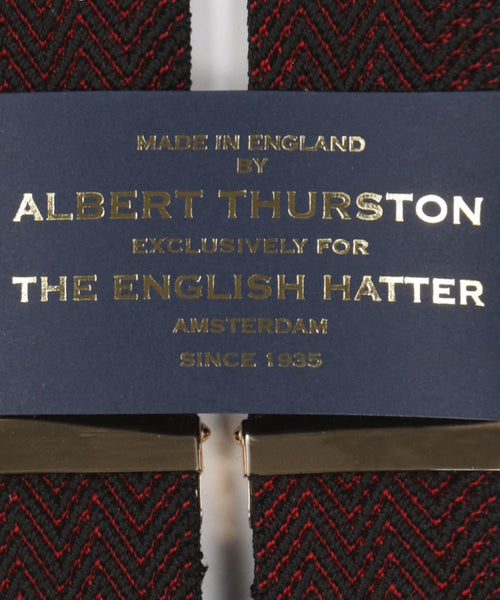 MADE IN ENGLAND
BY
ALBERT THURSTON
EXCLUSIVELY FOR
THE ENGLISH HATTER
AMSTERDAM
SINCE 1935